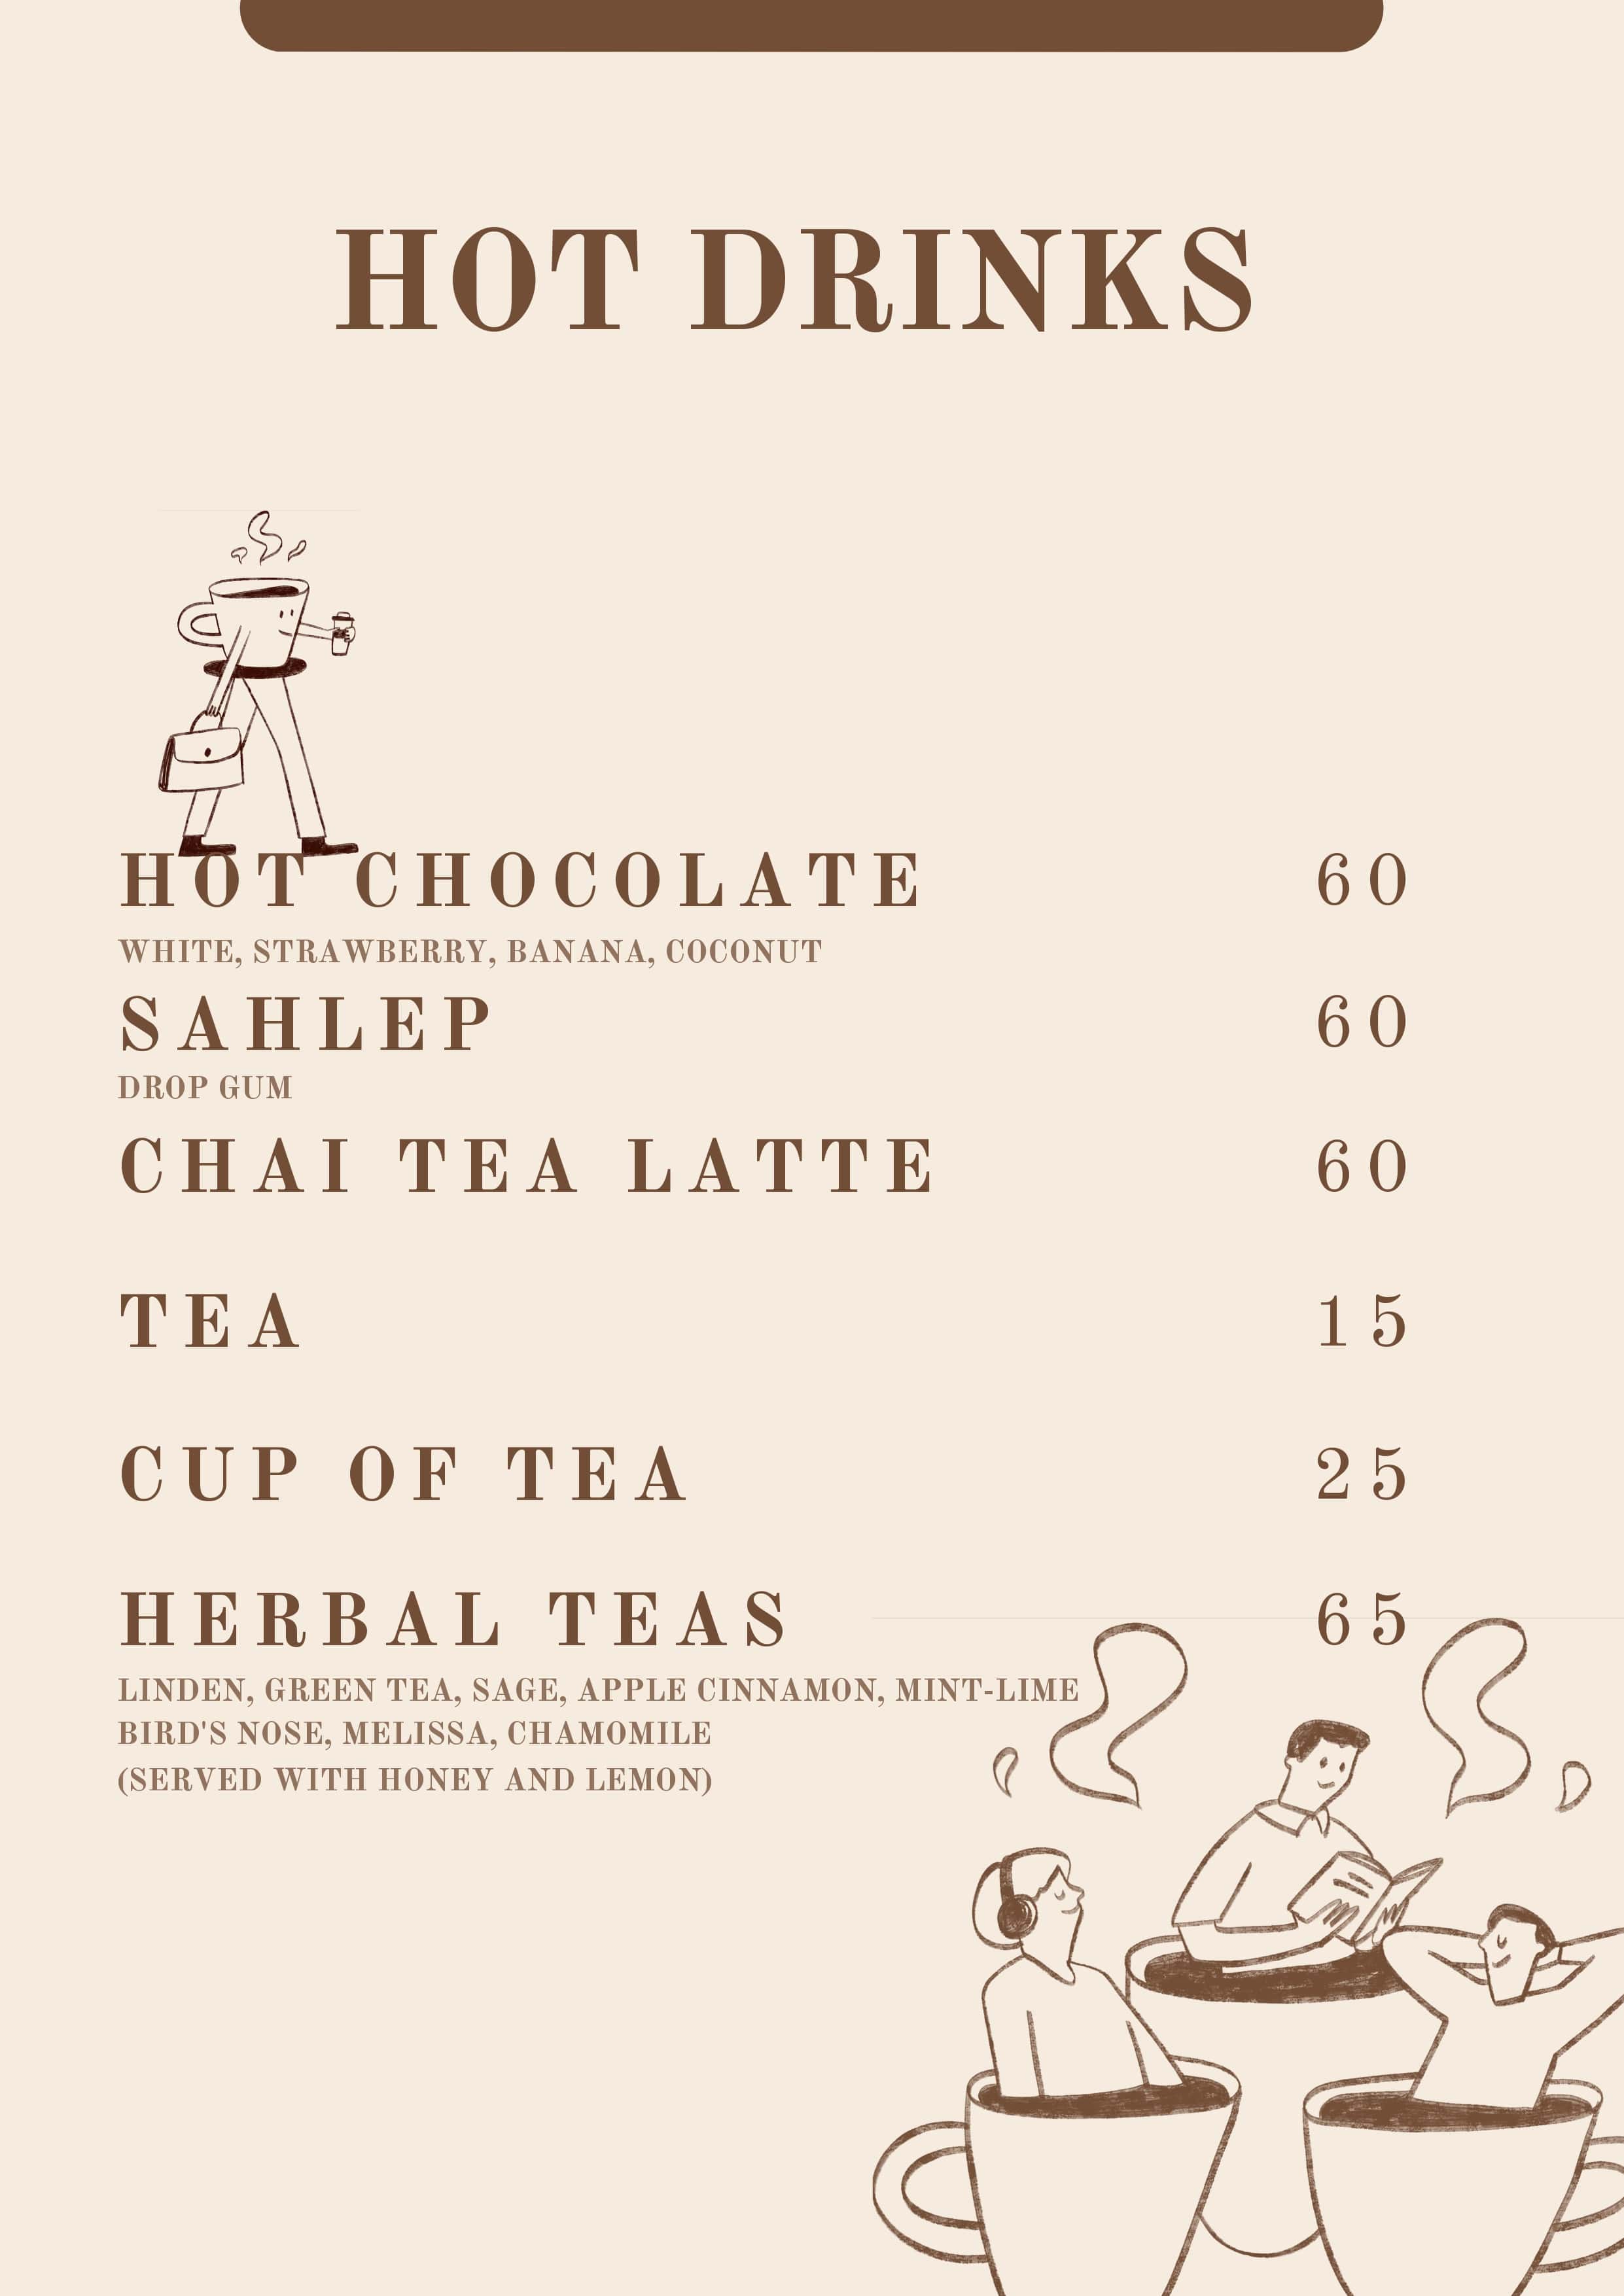 HOT DRINKS
HOT CHOCOLATE 60
WHITE, STRAWBERRY, BANANA, COCONUT
SAHLEP 60
DROP GUM
CHAI TEA LATTE 60
TEA 15
CUP OF TEA 25
HERBAL TEAS 65
LINDEN, GREEN TEA, SAGE, APPLE CINNAMON, MINT-LIME
BIRD'S NOSE, MELISSA, CHAMOMILE
(SERVED WITH HONEY AND LEMON)